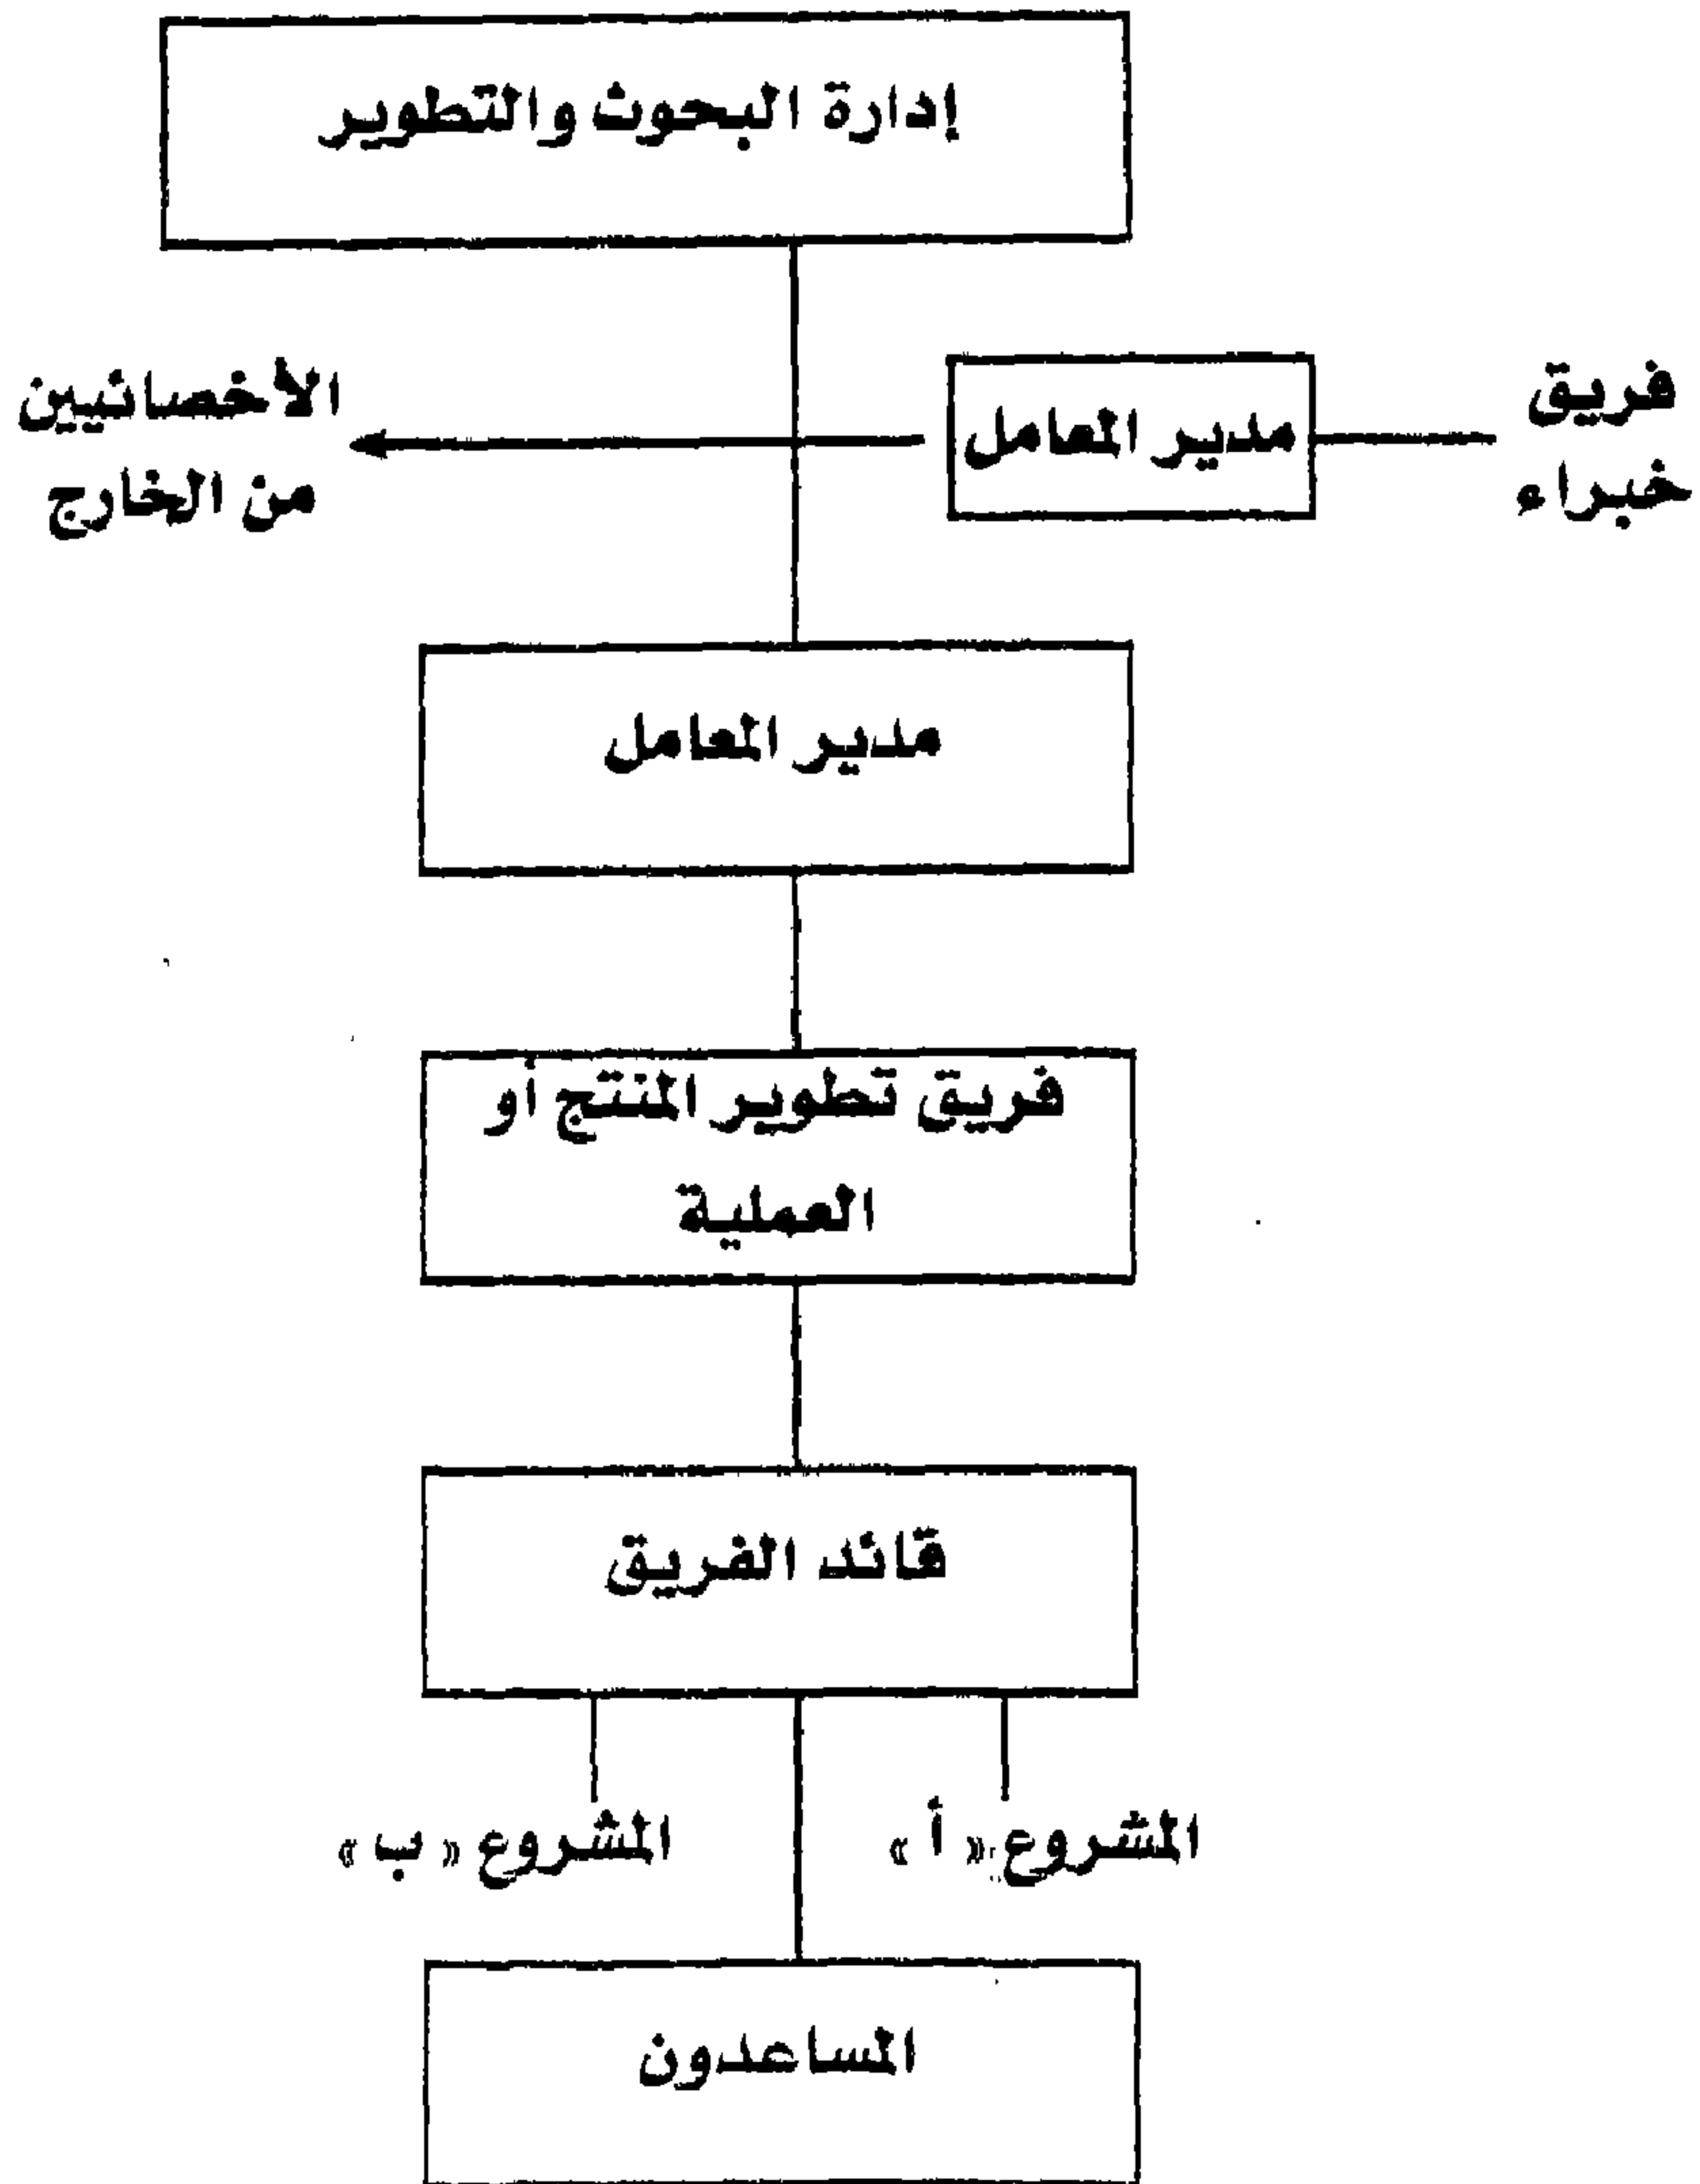 إدارة البحوث والتطوير
فريق
خبراء
مدير المعامل
الأخصائيين
من الخارج
مدير المعامل
فريق تطوير المنتج أو
العملية
قائد الفريق
المشروع « أ »
المشروع « ب »
المساعدون